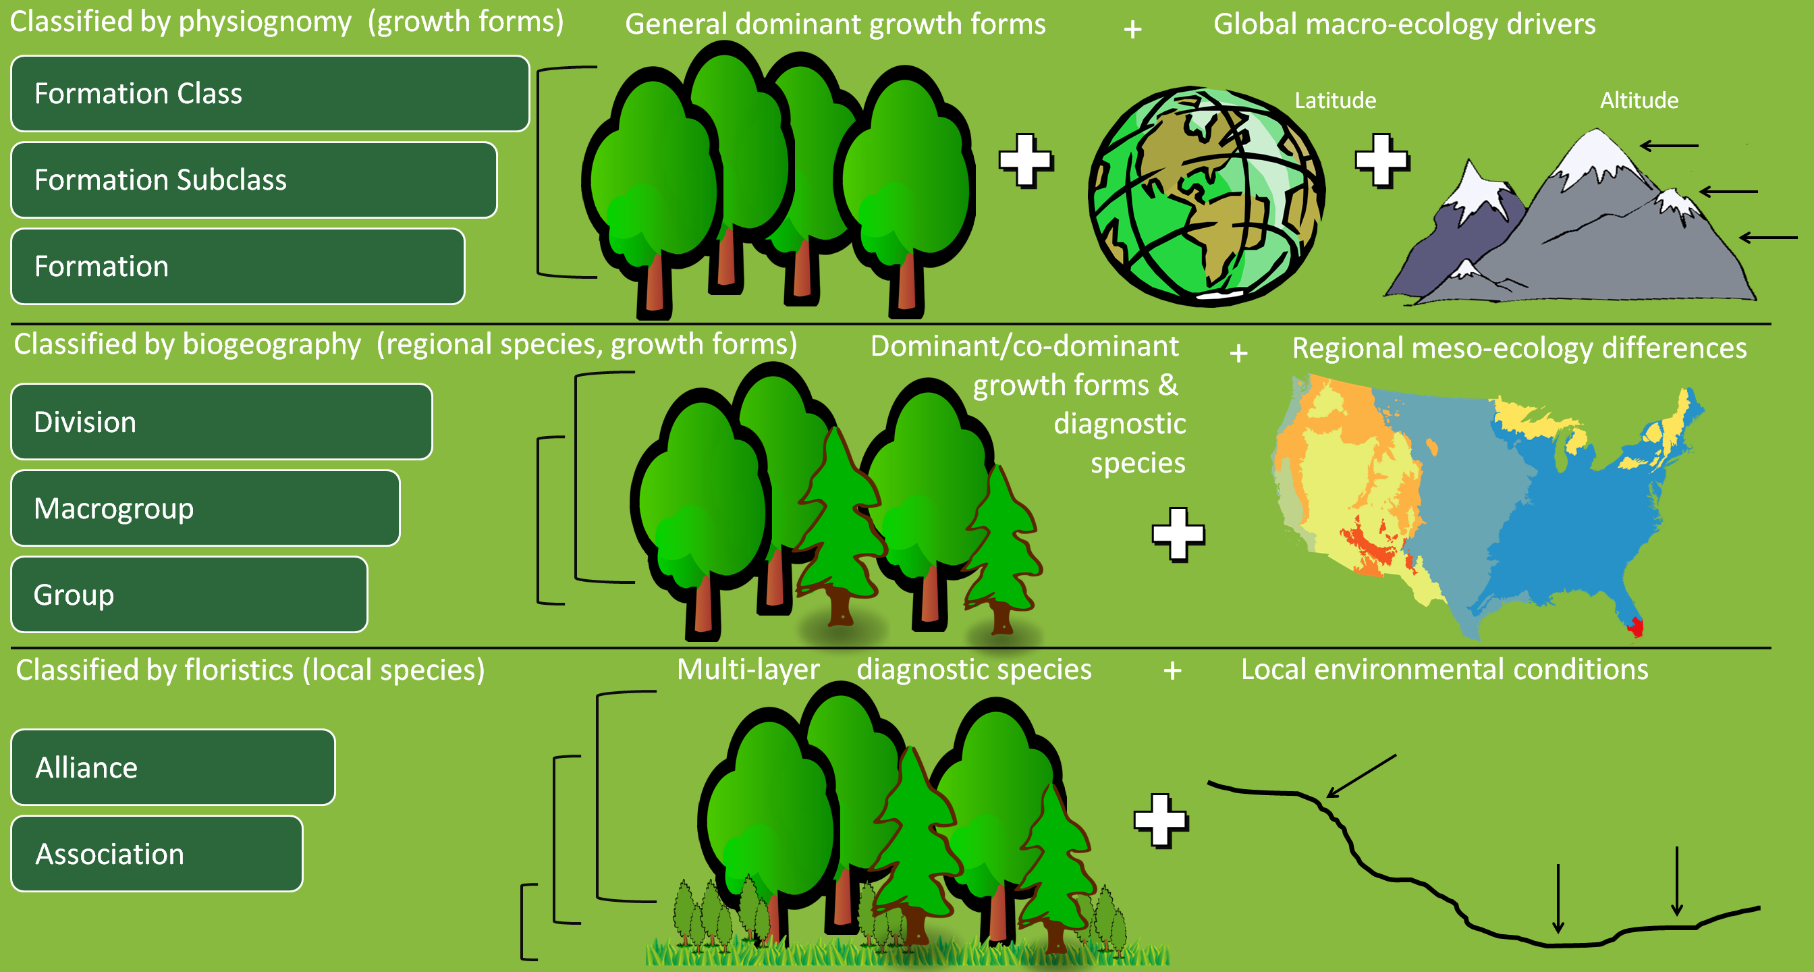 Classified by physiognomy (growth forms)
General dominant growth forms + Global macro-ecology drivers
Formation Class
Latitude
Altitude
Formation Subclass
Formation
Classified by biogeography (regional species, growth forms)
Dominant/co-dominant + Regional meso-ecology differences
growth forms &
diagnostic
species
Division
Macrogroup
Group
Classified by floristics (local species)
Multi-layer diagnostic species + Local environmental conditions
Alliance
Association